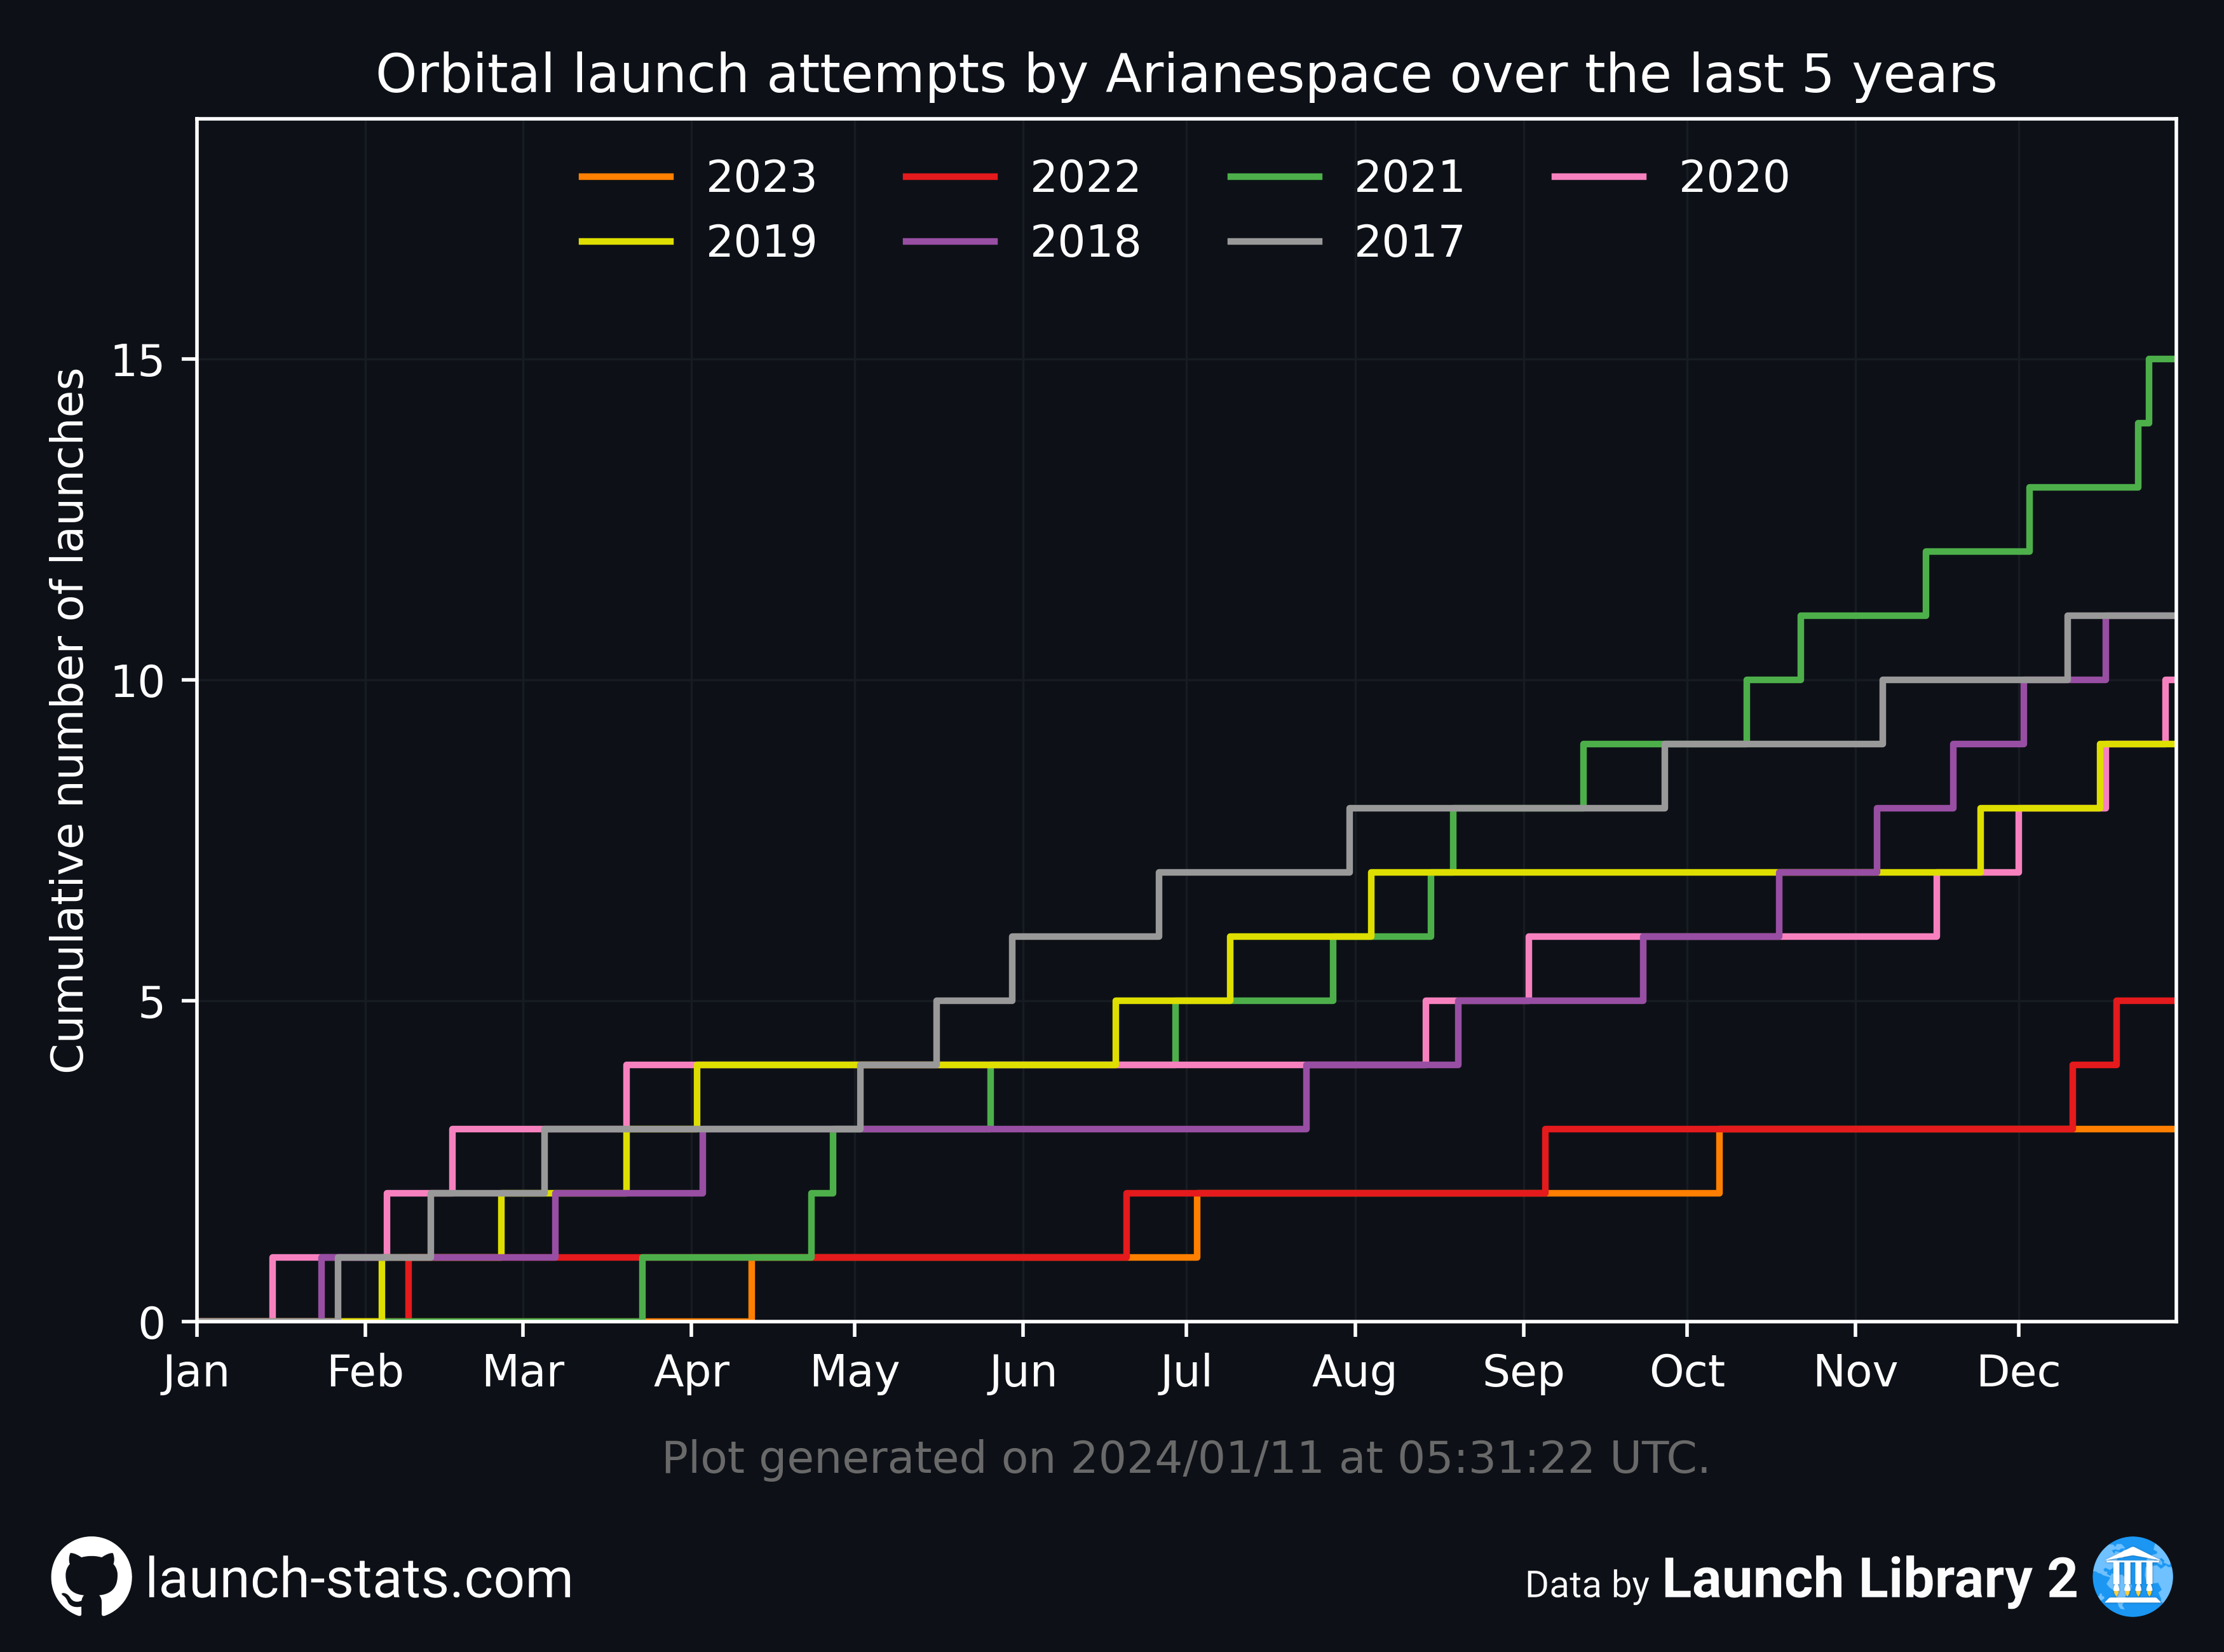 Orbital launch attempts by Arianespace over the last 5 years
2023 2022 2021 2020
2019 2018 2017
Cumulative number of launches
15
10
5
0
Jan Feb Mar Apr May Jun Jul Aug Sep Oct Nov Dec
Plot generated on 2024/01/11 at 05:31:22 UTC.
launch-stats.com
Data by Launch Library 2